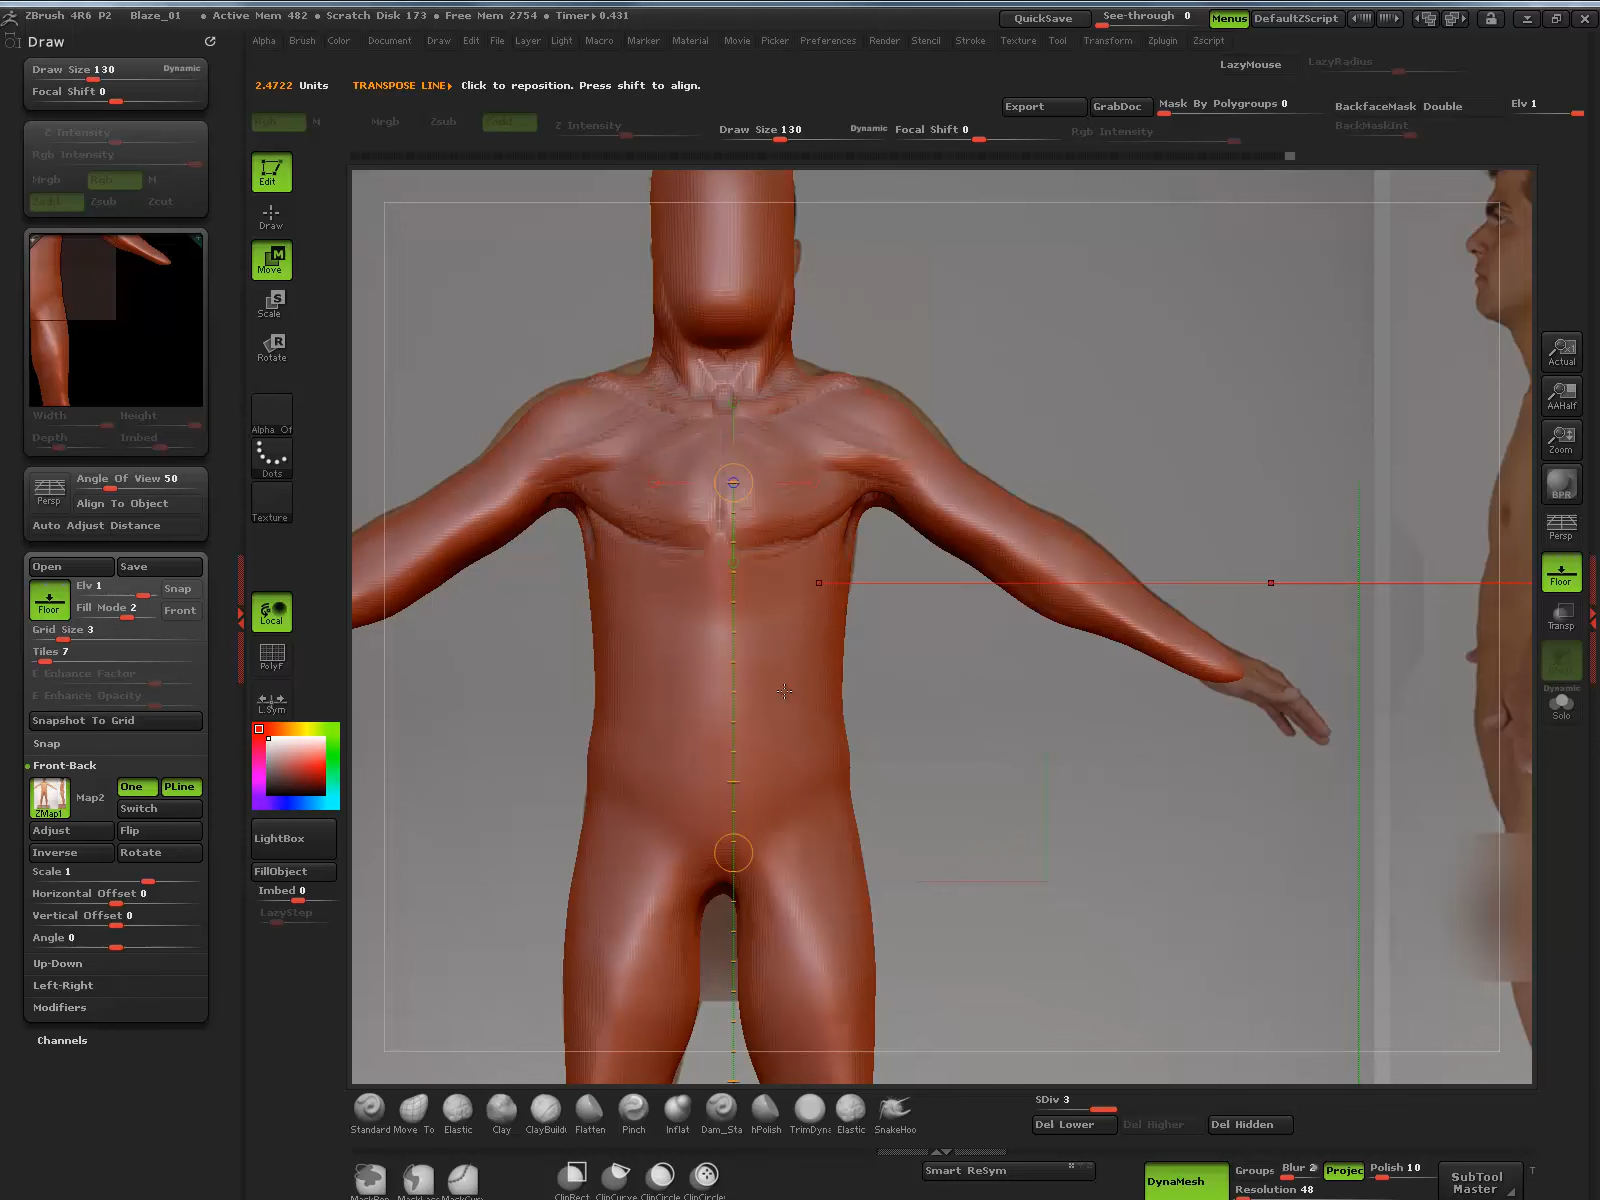 ZBrush 4R6 P2 Blaze_01 • Active Mem 482 • Scratch Disk 173 • Free Mem 2754 • Timer▸0.431 QuickSave See-through 0 Menus DefaultZScript
Draw
Alpha Brush Color Document Draw Edit File Layer Light Macro Marker Material Movie Picker Preferences Render Stencil Stroke Texture Tool Transform Zplugin Zscript
Draw Size 130 Dynamic
Focal Shift 0
2.4722 Units TRANSPOSE LINE▸ Click to reposition. Press shift to align.
LazyMouse LazyRadius
Export GrabDoc Mask By Polygroups 0 BackfaceMask Double Elv 1
BackMaskInt
Rgb M Mrgb Zsub Zadd Z Intensity Draw Size 130 Dynamic Focal Shift 0 Rgb Intensity
Z Intensity
Rgb Intensity
Mrgb Rgb M
Zadd Zsub Zcut
Edit
Draw
Move
Scale
Rotate
Width Height
Depth Imbed
Alpha Of
Dots
Texture
Persp
Angle Of View 50
Align To Object
Auto Adjust Distance
Open Save
Floor
Elv 1 Snap
Fill Mode 2 Front
Grid Size 3
Tiles 7
E Enhance Factor
E Enhance Opacity
Snapshot To Grid
Snap
Front-Back
ZMap1 Map2 One PLine
Switch
Adjust Flip
Inverse Rotate
Scale 1
Horizontal Offset 0
Vertical Offset 0
Angle 0
Up-Down
Left-Right
Modifiers
Channels
Local
PolyF
L.Sym
LightBox
FillObject
Imbed 0
LazyStep
Actual
AAHalf
Zoom
BPR
Persp
Floor
Transp
Dynamic
Solo
Standard Move To Elastic Clay ClayBuildu Flatten Pinch Inflat Dam_Sta hPolish TrimDyna Elastic SnakeHoo
SDiv 3
Del Lower Del Higher Del Hidden
MaskPen MaskLass MaskCurv ClipRect ClipCurve ClipCircle ClipCircle
Smart ReSym
DynaMesh
Groups Blur 2 Projec Polish 10
Resolution 48
SubTool
Master